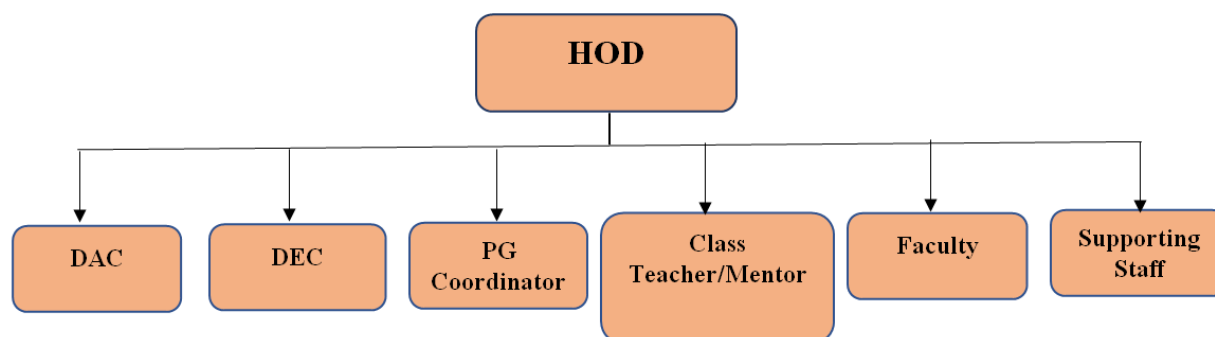 HOD
DAC
DEC
PG
Coordinator
Class
Teacher/Mentor
Faculty
Supporting
Staff